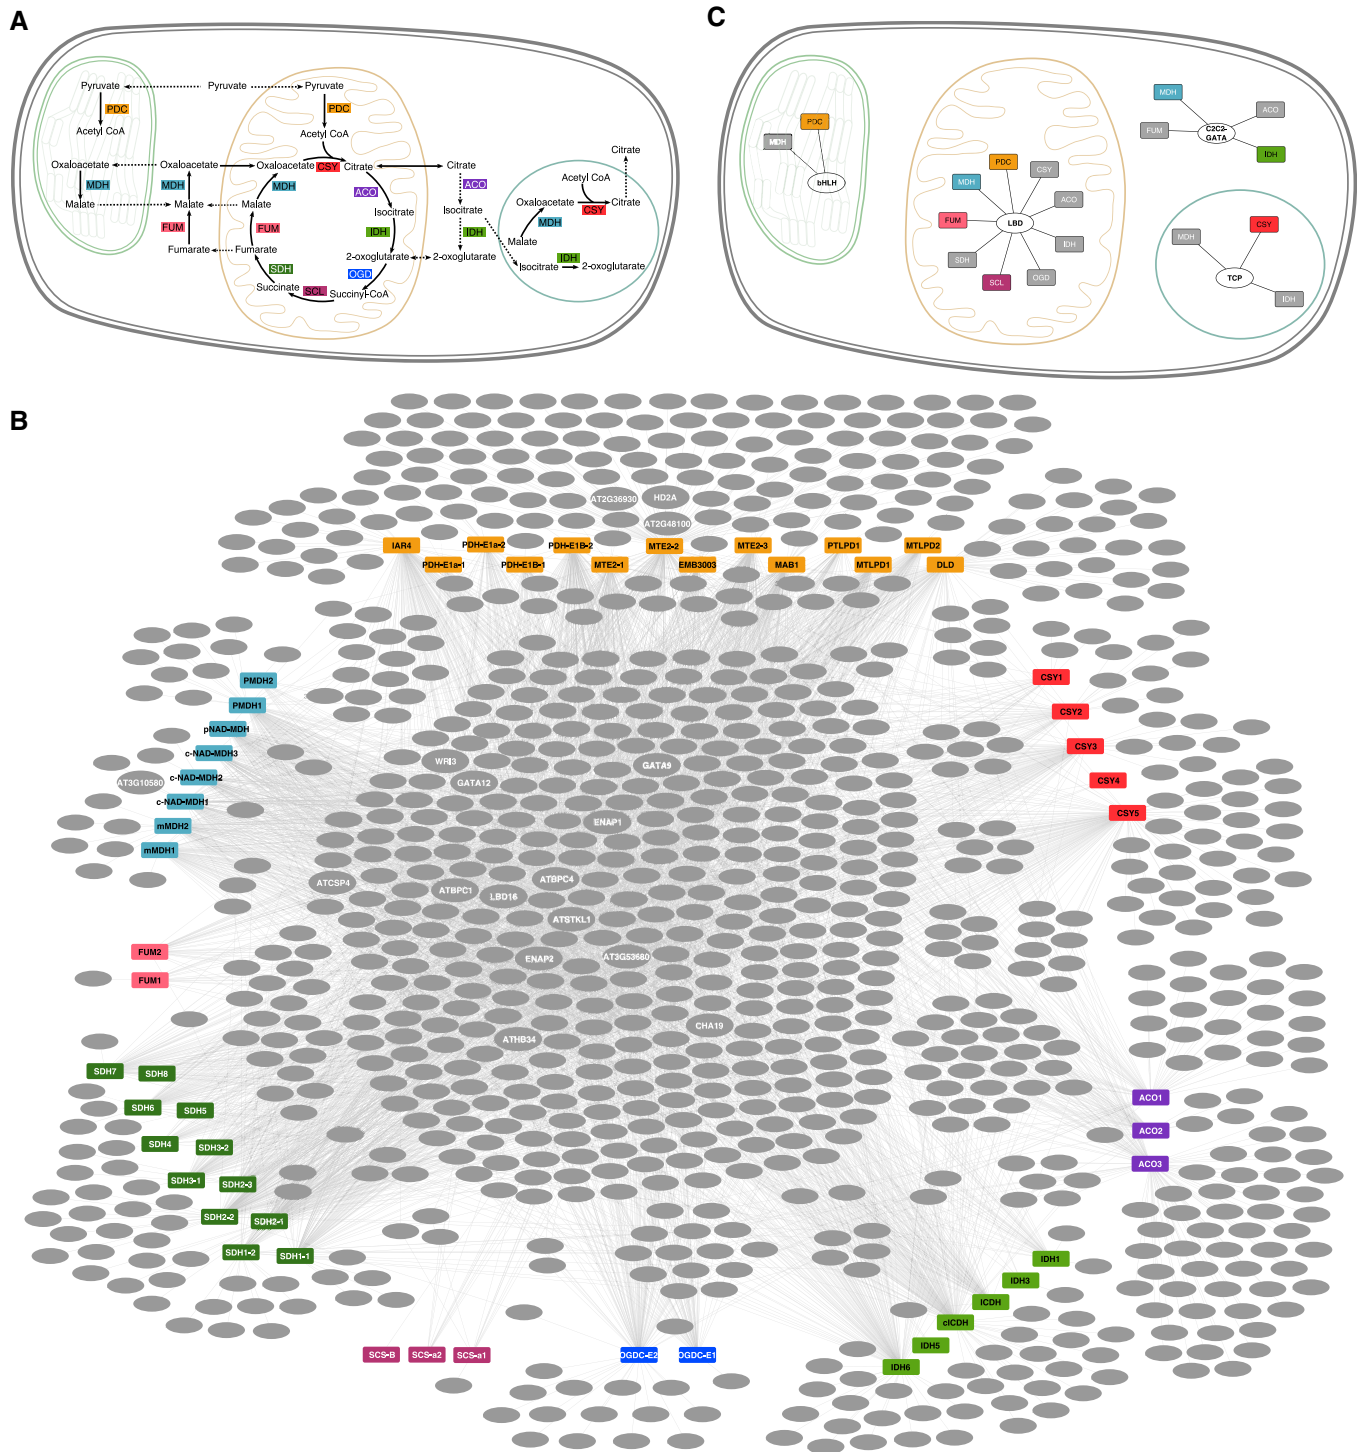 A
Pyruvate
Pyruvate
Pyruvate
PDC
PDC
Acetyl CoA
Acetyl CoA
Oxaloacetate
Oxaloacetate
Oxaloacetate
CSY
Citrate
Citrate
MDH
MDH
MDH
ACO
ACO
Malate
Malate
Malate
Isocitrate
Isocitrate
FUM
FUM
IDH
IDH
Fumarate
Fumarate
2-oxoglutarate
2-oxoglutarate
SDH
OGD
Succinate
SCL
Succinyl-CoA
Citrate
Acetyl CoA
Oxaloacetate
CSY
Citrate
MDH
Malate
IDH
Isocitrate
2-oxoglutarate
C
PDC
MDH
bHLH
PDC
CSY
MDH
ACO
FUM
LBD
SDH
IDH
SCL
OGD
MDH
ACO
FUM
C2C2-
GATA
IDH
MDH
CSY
TCP
IDH
B
AT2G36930
HD2A
AT2G48100
IAR4
PDH-E1a-2
PDH-E1B-2
MTE2-2
MTE2-3
PTLPD1
MTLPD2
PDH-E1a-1
PDH-E1B-1
MTE2-1
EMB3003
MAB1
MTLPD1
DLD
PMDH2
PMDH1
pNAD-MDH
c-NAD-MDH3
AT3G10580
c-NAD-MDH2
c-NAD-MDH1
mMDH2
mMDH1
CSY1
CSY2
CSY3
CSY4
CSY5
WRI3
GATA9
GATA12
ENAP1
ATCSP4
ATBPC4
ATBPC1
LBD16
ATSTKL1
ENAP2
AT3G53680
CHA19
ATHB34
FUM2
FUM1
SDH7
SDH8
SDH6
SDH5
SDH4
SDH3-2
SDH3-1
SDH2-3
SDH2-2
SDH2-1
SDH1-2
SDH1-1
ACO1
ACO2
ACO3
IDH1
IDH3
ICDH
cICDH
IDH5
IDH6
SCS-B
SCS-a2
SCS-a1
OGDC-E2
OGDC-E1